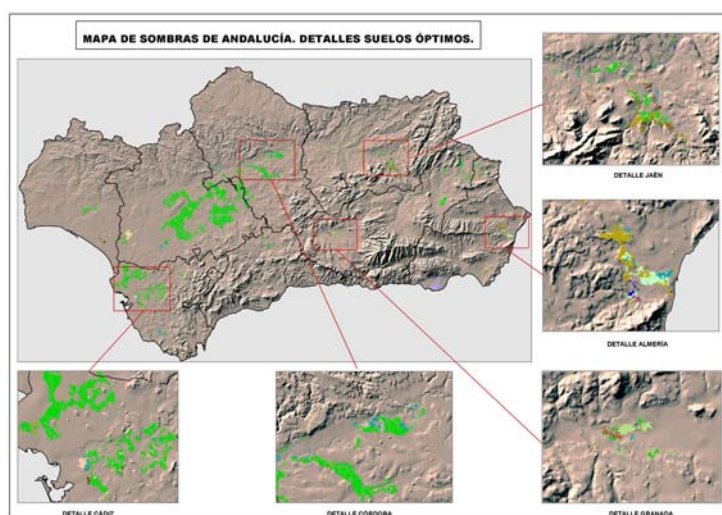 MAPA DE SOMBRAS DE ANDALUCÍA. DETALLES SUELOS ÓPTIMOS.
DETALLE JAÉN
DETALLE ALMERÍA
DETALLE CÁDIZ
DETALLE CÓRDOBA
DETALLE GRANADA